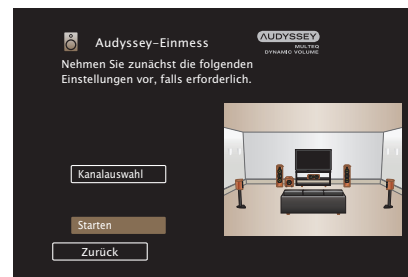 Audyssey-Einmess
AUDYSSEY
MULTEQ
DYNAMIC VOLUME
Nehmen Sie zunächst die folgenden
Einstellungen vor, falls erforderlich.
Kanalauswahl
Starten
Zurück